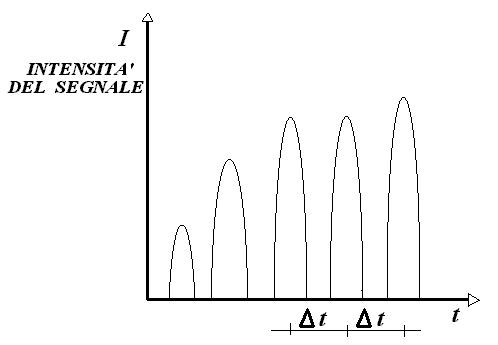 I
INTENSITA'
DEL SEGNALE
Δt Δt t